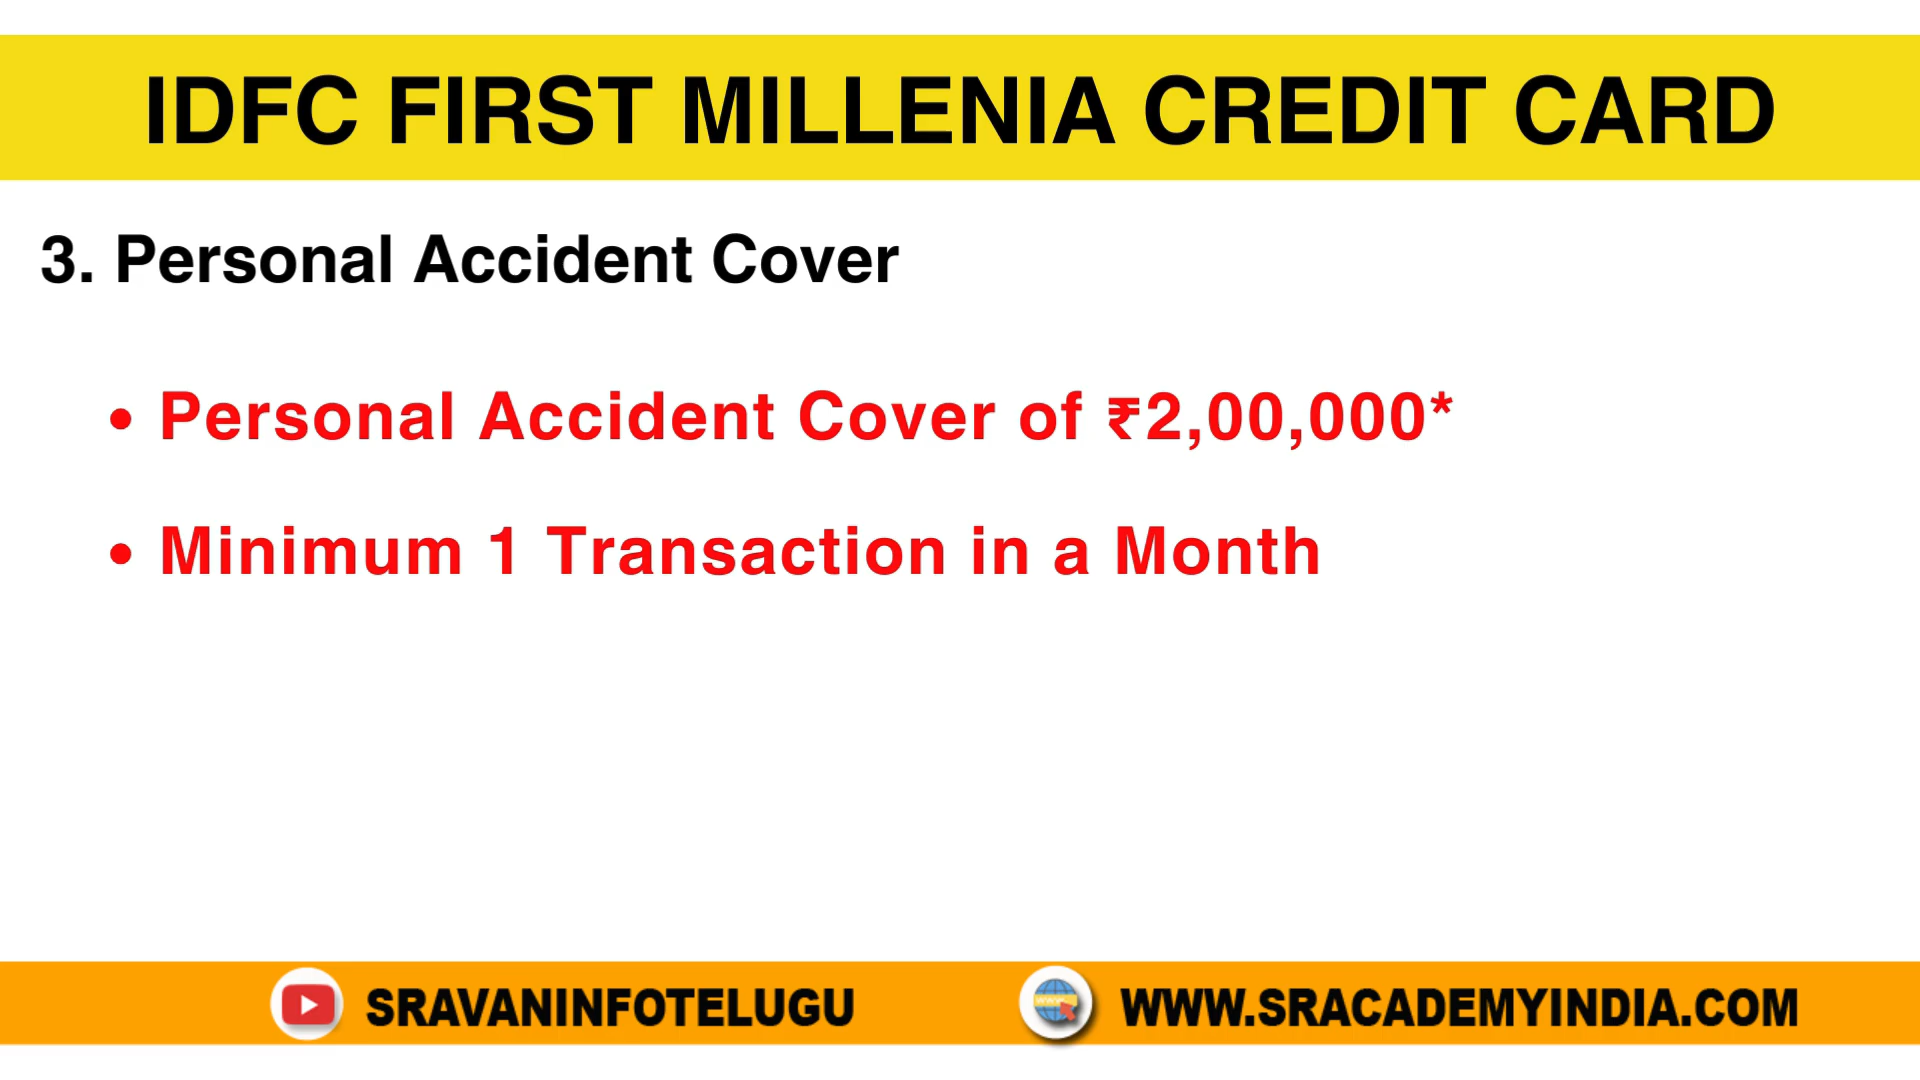 IDFC FIRST MILLENIA CREDIT CARD
3. Personal Accident Cover
• Personal Accident Cover of ₹2,00,000*
• Minimum 1 Transaction in a Month
SRAVANINFOTELUGU
WWW.SRACADEMYINDIA.COM